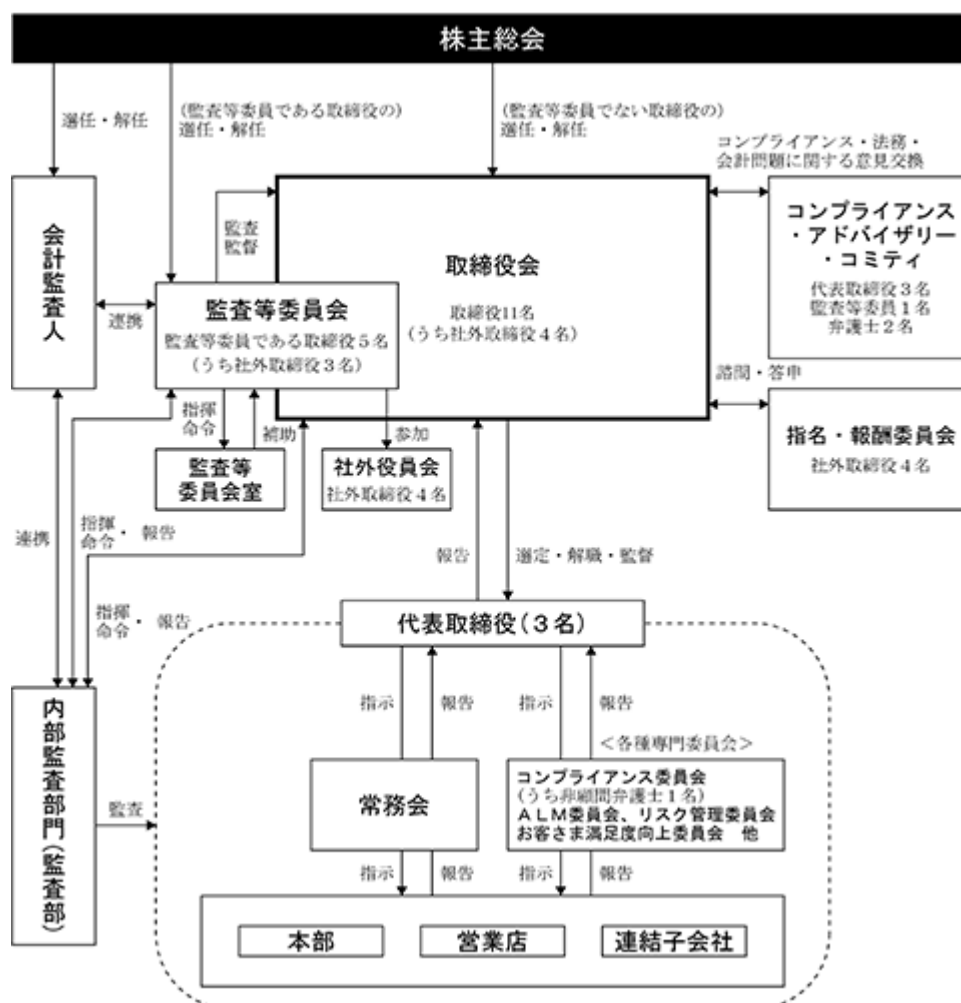 株主総会
選任・解任
(監査等委員である取締役の)
選任・解任
(監査等委員でない取締役の)
選任・解任
コンプライアンス・法務・
会計問題に関する意見交換
会計監査人
監査
監督
取締役会
取締役11名
(うち社外取締役4名)
コンプライアンス
・アドバイザリー
・コミティ
代表取締役3名
監査等委員1名
弁護士2名
連携
監査等委員会
監査等委員である取締役5名
(うち社外取締役3名)
諮問・答申
指揮
命令
補助
参加
指名・報酬委員会
社外取締役4名
監査等
委員会室
社外役員会
社外取締役4名
連携
指揮
命令・報告
報告
選定・解職・監督
指揮
命令・報告
代表取締役(3名)
指示
報告
指示
報告
内部監査部門(監査部)
監査
<各種専門委員会>
常務会
コンプライアンス委員会
(うち非顧問弁護士1名)
ALM委員会、リスク管理委員会
お客さま満足度向上委員会 他
指示
報告
指示
報告
本部
営業店
連結子会社